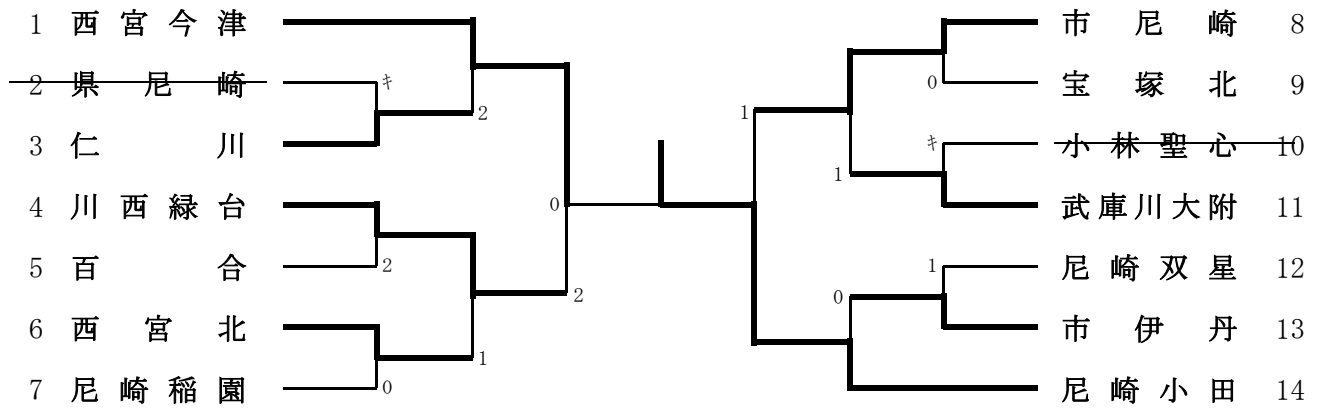 1 西宮今津
2 県尼崎
3 仁川
4 川西緑台
5 百合
6 西宮北
7 尼崎稲園
ｷ
2
2
0
0
2
1
市尼崎 8
宝塚北 9
小林聖心 10
武庫川大附 11
尼崎双星 12
市伊丹 13
尼崎小田 14
0
1
ｷ
1
1
0